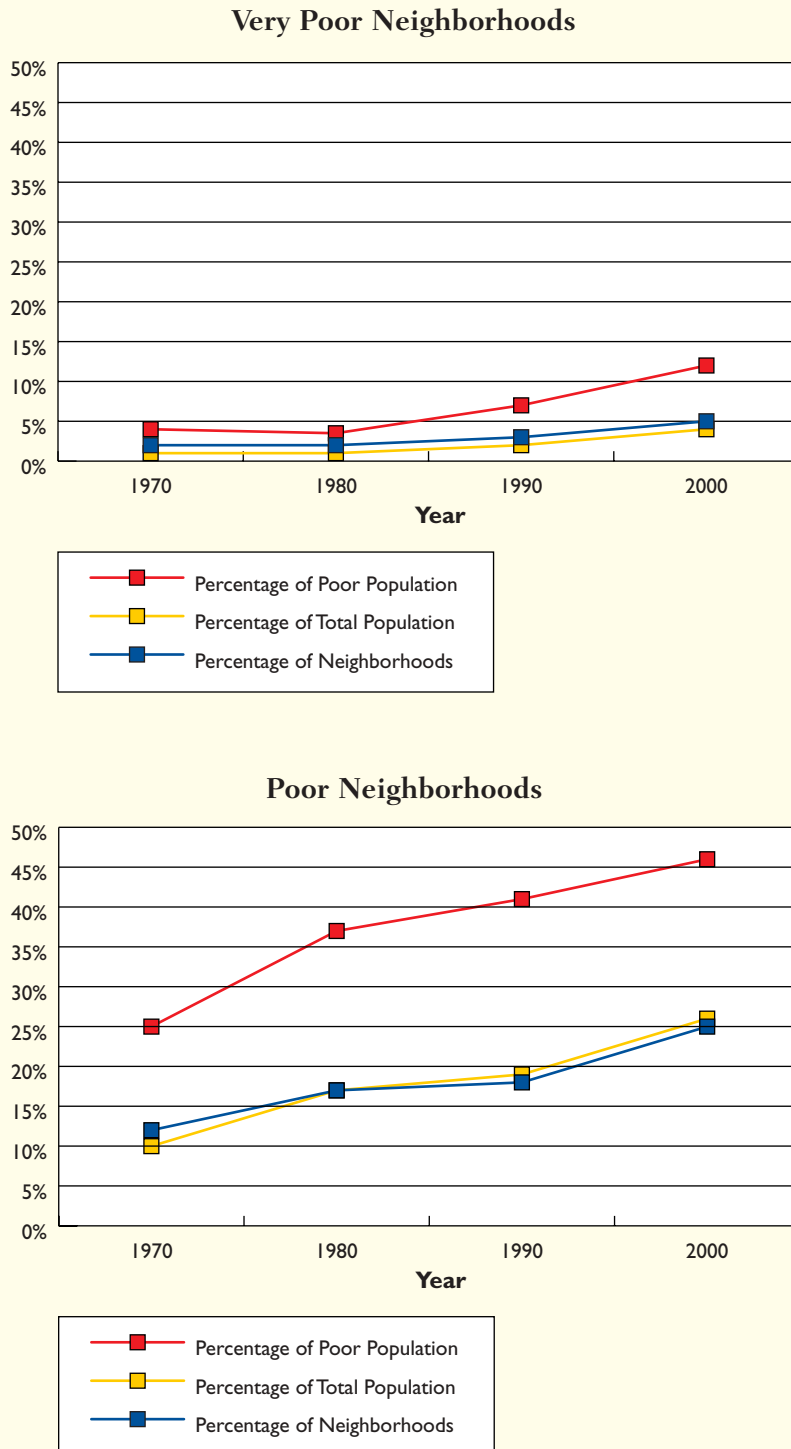 Very Poor Neighborhoods
50%
45%
40%
35%
30%
25%
20%
15%
10%
5%
0%
1970 1980 1990 2000
Year
Percentage of Poor Population
Percentage of Total Population
Percentage of Neighborhoods
Poor Neighborhoods
50%
45%
40%
35%
30%
25%
20%
15%
10%
5%
0%
1970 1980 1990 2000
Year
Percentage of Poor Population
Percentage of Total Population
Percentage of Neighborhoods